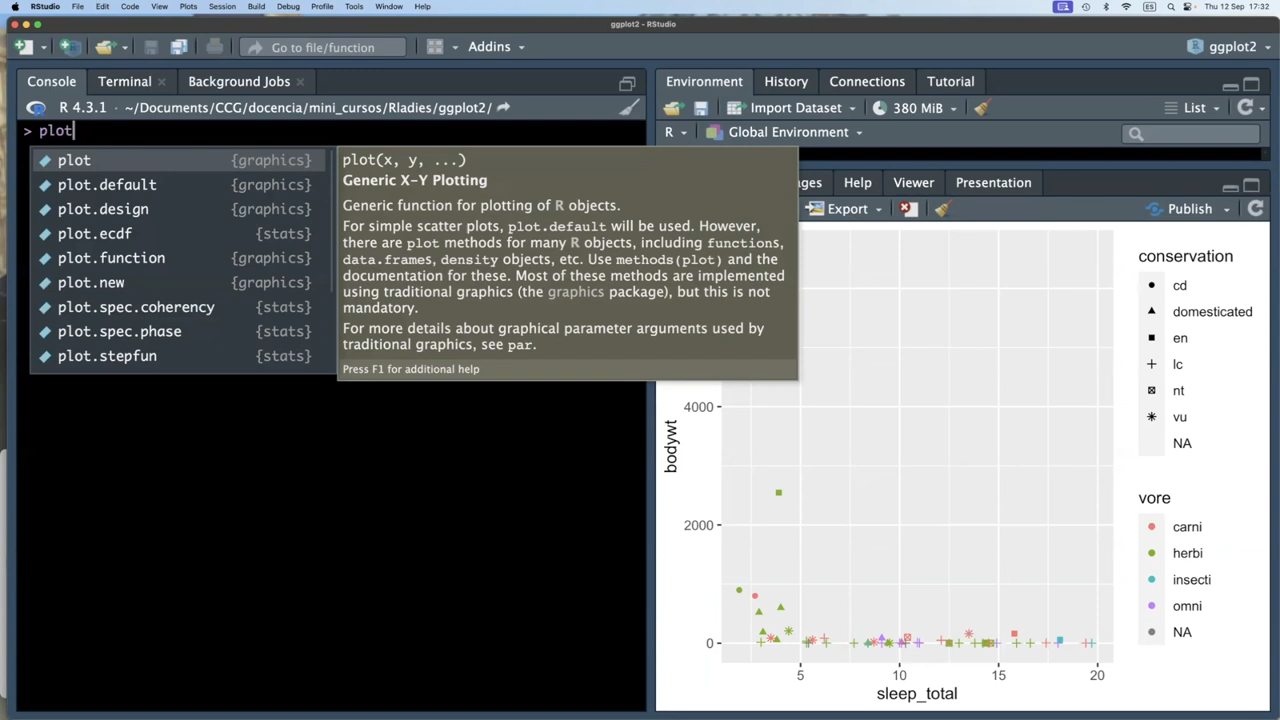 RStudio File Edit Code View Plots Session Build Debug Profile Tools Window Help ES Thu 12 Sep 17:32
ggplot2 - RStudio
Go to file/function Addins ggplot2
Console Terminal Background Jobs
R 4.3.1 · ~/Documents/CCG/docencia/mini_cursos/Rladies/ggplot2/
> plot
plot {graphics}
plot.default {graphics}
plot.design {graphics}
plot.ecdf {stats}
plot.function {graphics}
plot.new {graphics}
plot.spec.coherency {stats}
plot.spec.phase {stats}
plot.stepfun {stats}
plot(x, y, ...)
Generic X-Y Plotting
Generic function for plotting of R objects.
For simple scatter plots, plot.default will be used. However,
there are plot methods for many R objects, including functions,
data.frames, density objects, etc. Use methods(plot) and the
documentation for these. Most of these methods are implemented
using traditional graphics (the graphics package), but this is not
mandatory.
For more details about graphical parameter arguments used by
traditional graphics, see par.
Press F1 for additional help
Environment History Connections Tutorial
Import Dataset 380 MiB List
R Global Environment
ges Help Viewer Presentation
Export Publish
conservation
cd
domesticated
en
lc
nt
vu
NA
vore
carni
herbi
insecti
omni
NA
4000
2000
0
bodywt
5 10 15 20
sleep_total